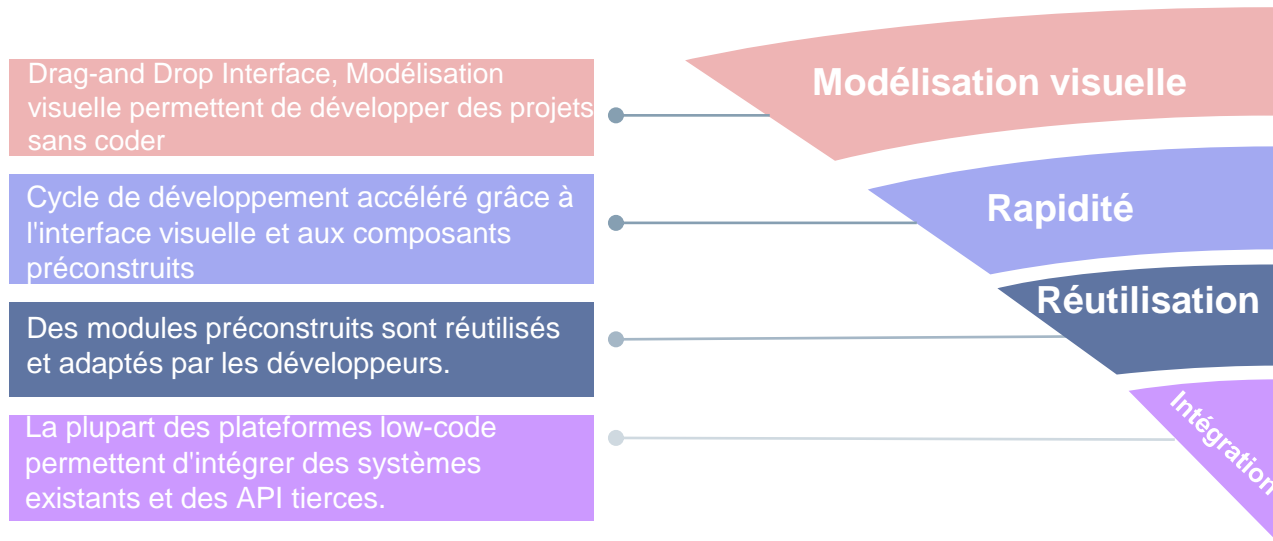 Drag-and Drop Interface, Modélisation
visuelle permettent de développer des projets
sans coder
Modélisation visuelle
Cycle de développement accéléré grâce à
l'interface visuelle et aux composants
préconstruits
Rapidité
Des modules préconstruits sont réutilisés
et adaptés par les développeurs.
Réutilisation
La plupart des plateformes low-code
permettent d'intégrer des systèmes
existants et des API tierces.
Intégration